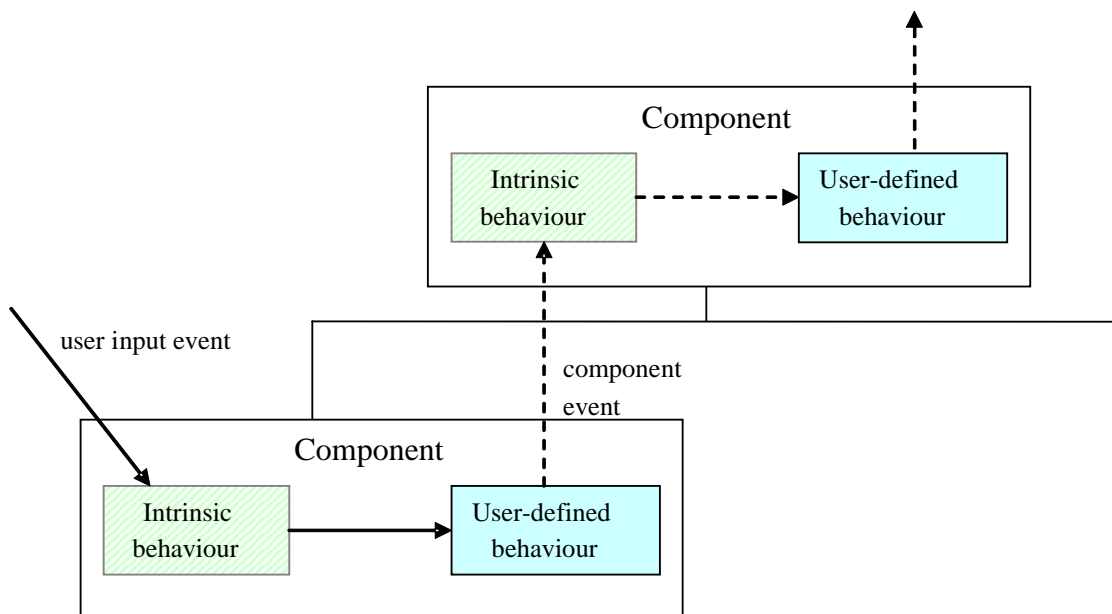 Component
Intrinsic
behaviour
User-defined
behaviour
user input event
component
event
Component
Intrinsic
behaviour
User-defined
behaviour